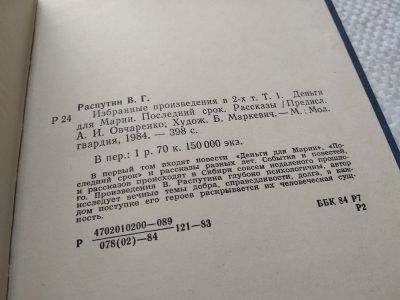 Распутин В. Г.
Р 24 Избранные произведения в 2-х т. Т. 1. Деньги
для Марии. Последний срок. Рассказы / Предисл.
А. И. Овчаренко; Худож. Б. Маркевич.— М.: Мол.
гвардия, 1984.— 398 с.
В пер.: 1 р. 70 к. 150 000 экз.
В первый том входят повести «Деньги для Марии», «По-
следний срок» и рассказы разных лет. События и повестей,
и рассказов происходят в Сибири совсем недалекого прошло-
го. Произведения В. Распутина глубоко психологичны, автор
исследует вечные темы добра, справедливости, долга, в каж-
дом поступке его героев раскрывается их человеческая сущ-
ность.
Р 4702010200—089
078(02)—84 121—83
ББК 84 Р7
Р2